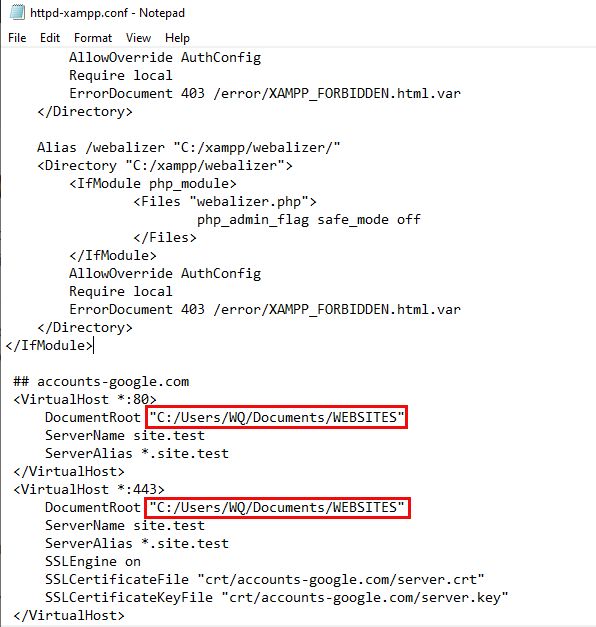 httpd-xampp.conf - Notepad
File Edit Format View Help
AllowOverride AuthConfig
Require local
ErrorDocument 403 /error/XAMPP_FORBIDDEN.html.var
</Directory>
Alias /webalizer "C:/xampp/webalizer/"
<Directory "C:/xampp/webalizer">
<IfModule php_module>
<Files "webalizer.php">
php_admin_flag safe_mode off
</Files>
</IfModule>
AllowOverride AuthConfig
Require local
ErrorDocument 403 /error/XAMPP_FORBIDDEN.html.var
</Directory>
</IfModule>
## accounts-google.com
<VirtualHost *:80>
DocumentRoot "C:/Users/WQ/Documents/WEBSITES"
ServerName site.test
ServerAlias *.site.test
</VirtualHost>
<VirtualHost *:443>
DocumentRoot "C:/Users/WQ/Documents/WEBSITES"
ServerName site.test
ServerAlias *.site.test
SSLEngine on
SSLCertificateFile "crt/accounts-google.com/server.crt"
SSLCertificateKeyFile "crt/accounts-google.com/server.key"
</VirtualHost>